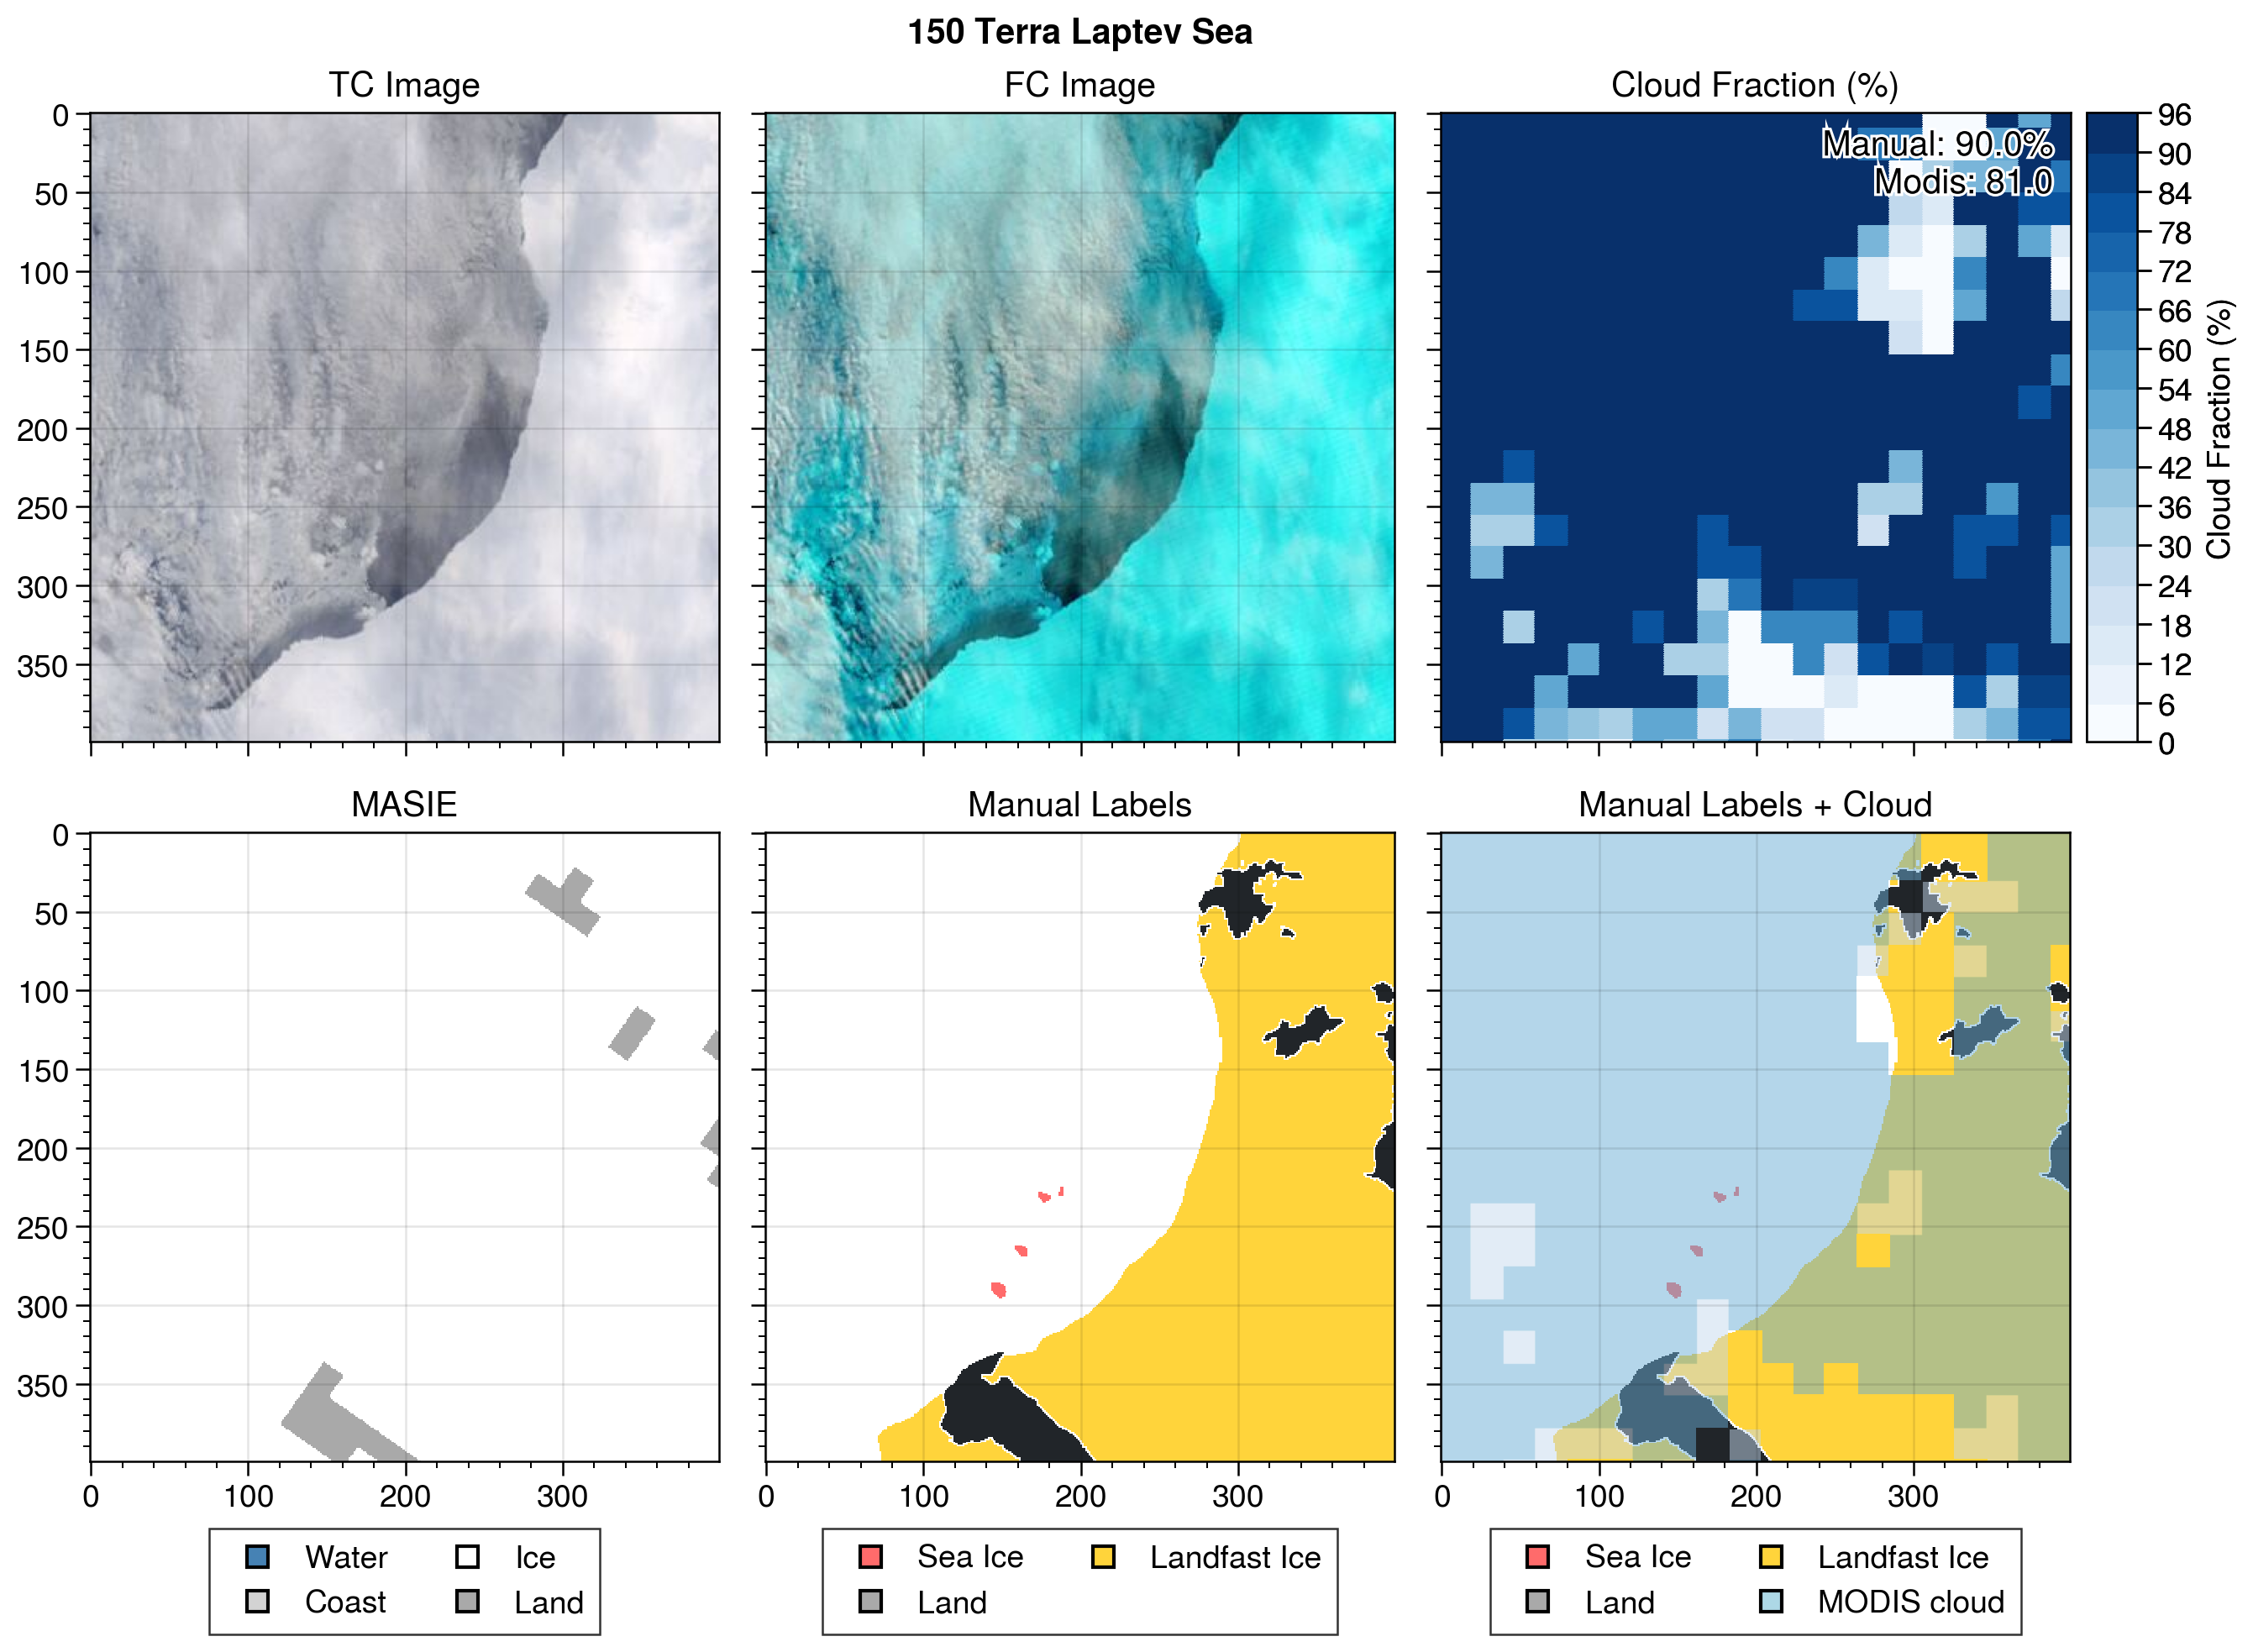 150 Terra Laptev Sea
TC Image
FC Image
Cloud Fraction (%)
0
50
100
150
200
250
300
350
Manual: 90.0%
Modis: 81.0
96
90
84
78
72
66
60
54
48
42
36
30
24
18
12
6
0
Cloud Fraction (%)
MASIE
Manual Labels
Manual Labels + Cloud
0
50
100
150
200
250
300
350
0 100 200 300
0 100 200 300
0 100 200 300
Water Ice
Coast Land
Sea Ice Landfast Ice
Land
Sea Ice Landfast Ice
Land MODIS cloud